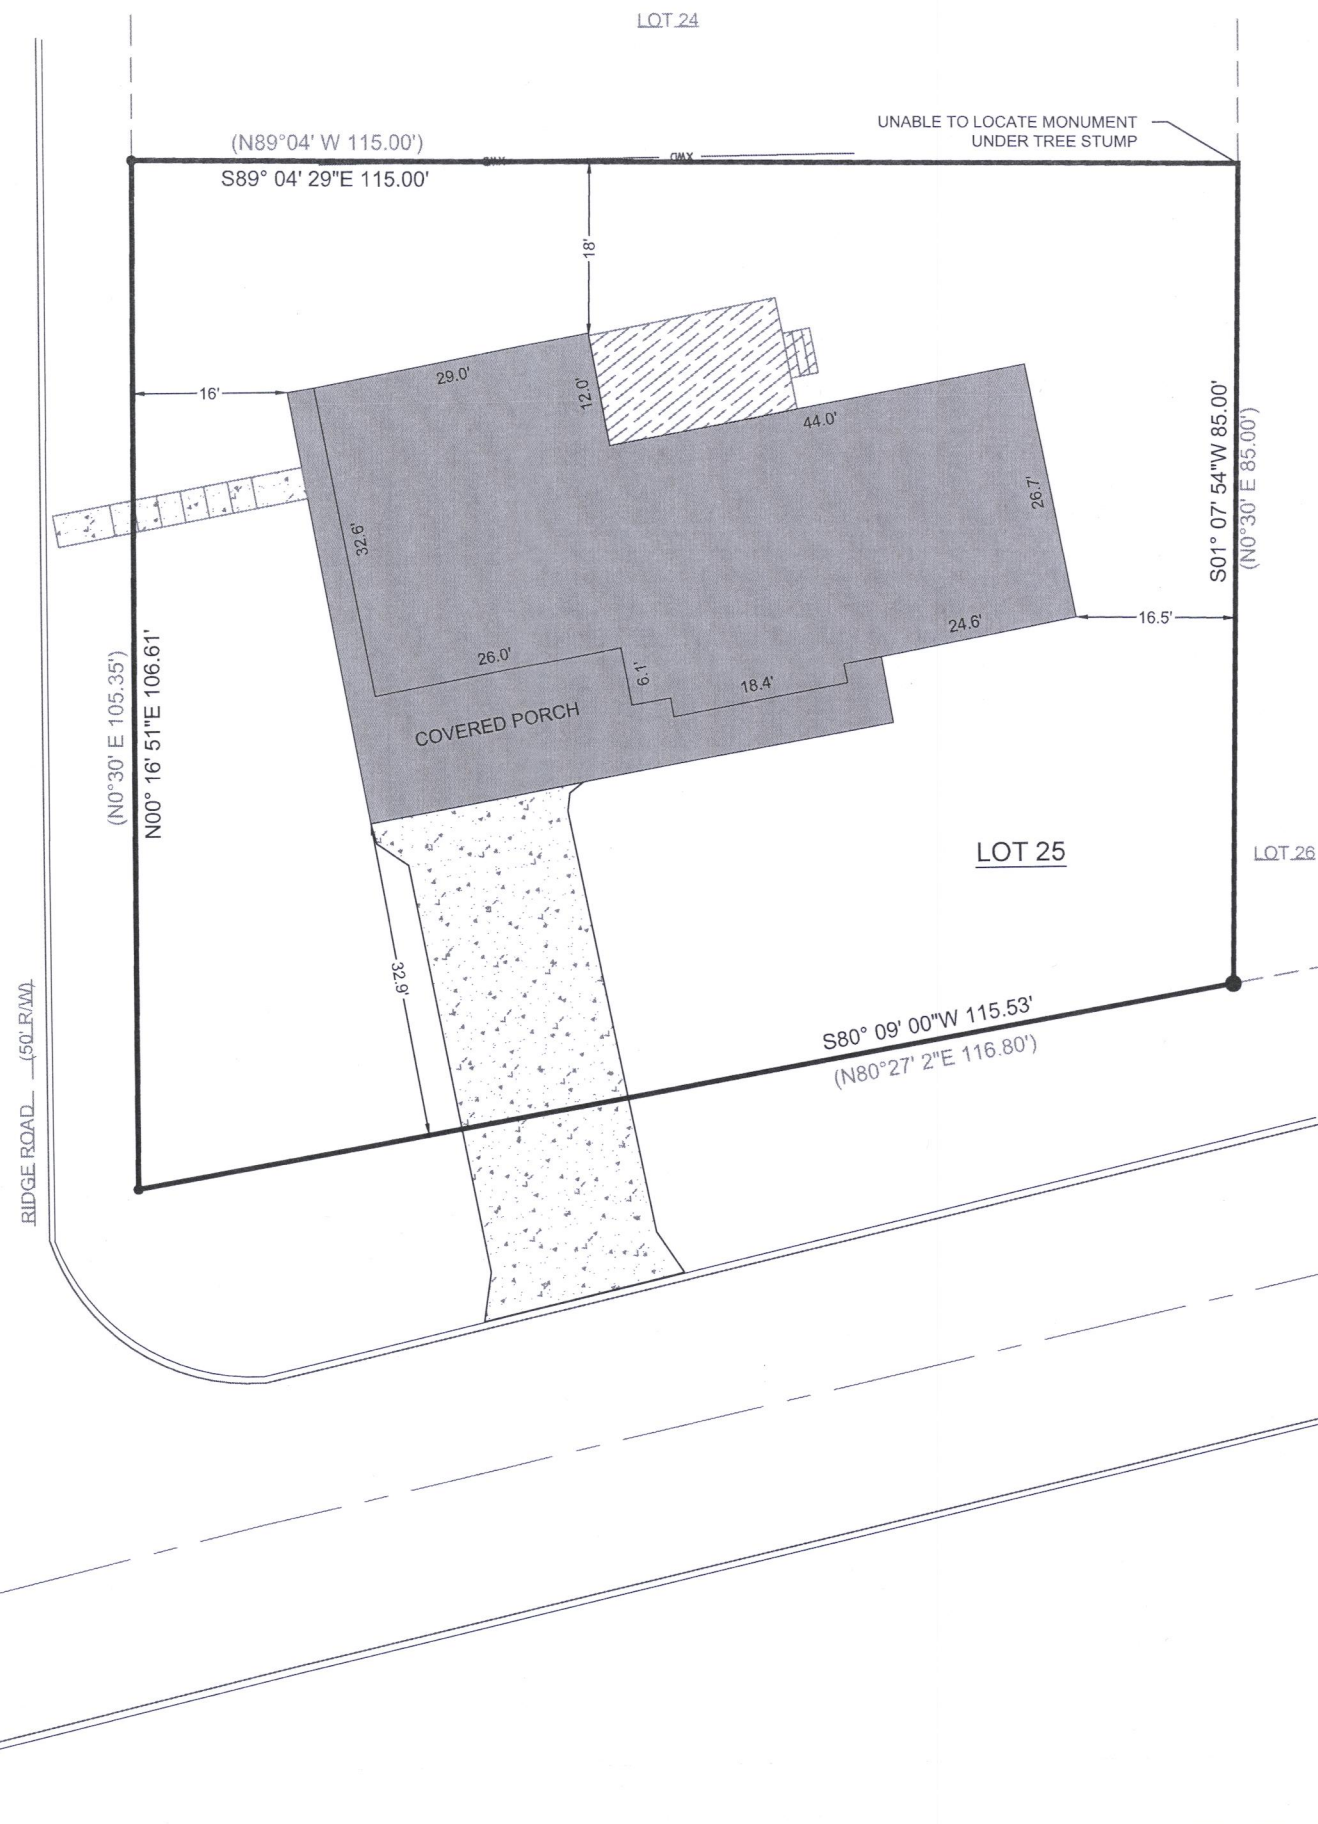 LOT 24
UNABLE TO LOCATE MONUMENT
UNDER TREE STUMP
(N89°04' W 115.00')
S89° 04' 29"E 115.00'
XWD
18'
29.0'
12.0'
16'
44.0'
26.7'
S01° 07' 54"W 85.00'
(N0°30' E 85.00')
32.6'
16.5'
24.6'
26.0'
6.1'
18.4'
COVERED PORCH
(N0°30' E 105.35')
N00° 16' 51"E 106.61'
LOT 25
LOT 26
32.9'
S80° 09' 00"W 115.53'
(N80°27' 2"E 116.80')
RIDGE ROAD (50' R/W)